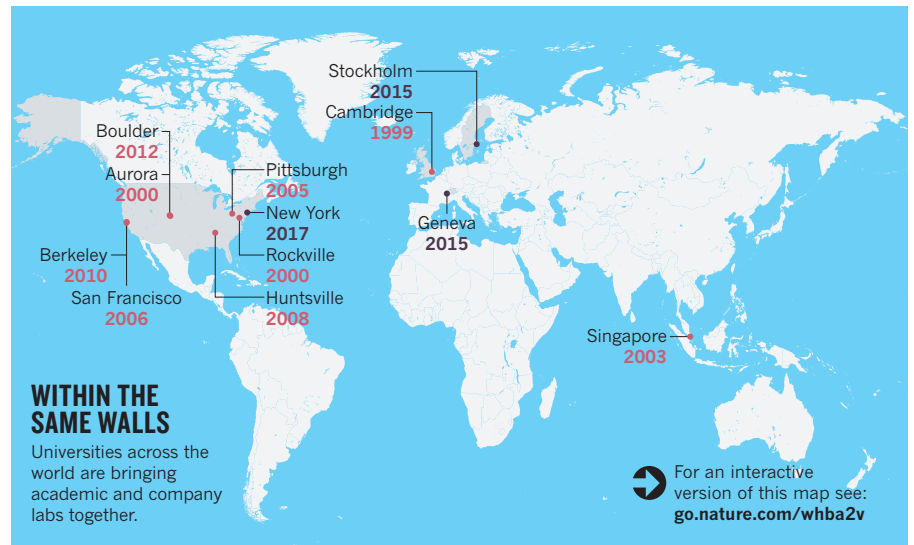 Stockholm
2015
Cambridge
1999
Boulder
2012
Aurora
2000
Pittsburgh
2005
New York
2017
Geneva
2015
Berkeley
2010
Rockville
2000
San Francisco
2006
Huntsville
2008
Singapore
2003
WITHIN THE
SAME WALLS
Universities across the
world are bringing
academic and company
labs together.
For an interactive
version of this map see:
go.nature.com/whba2v